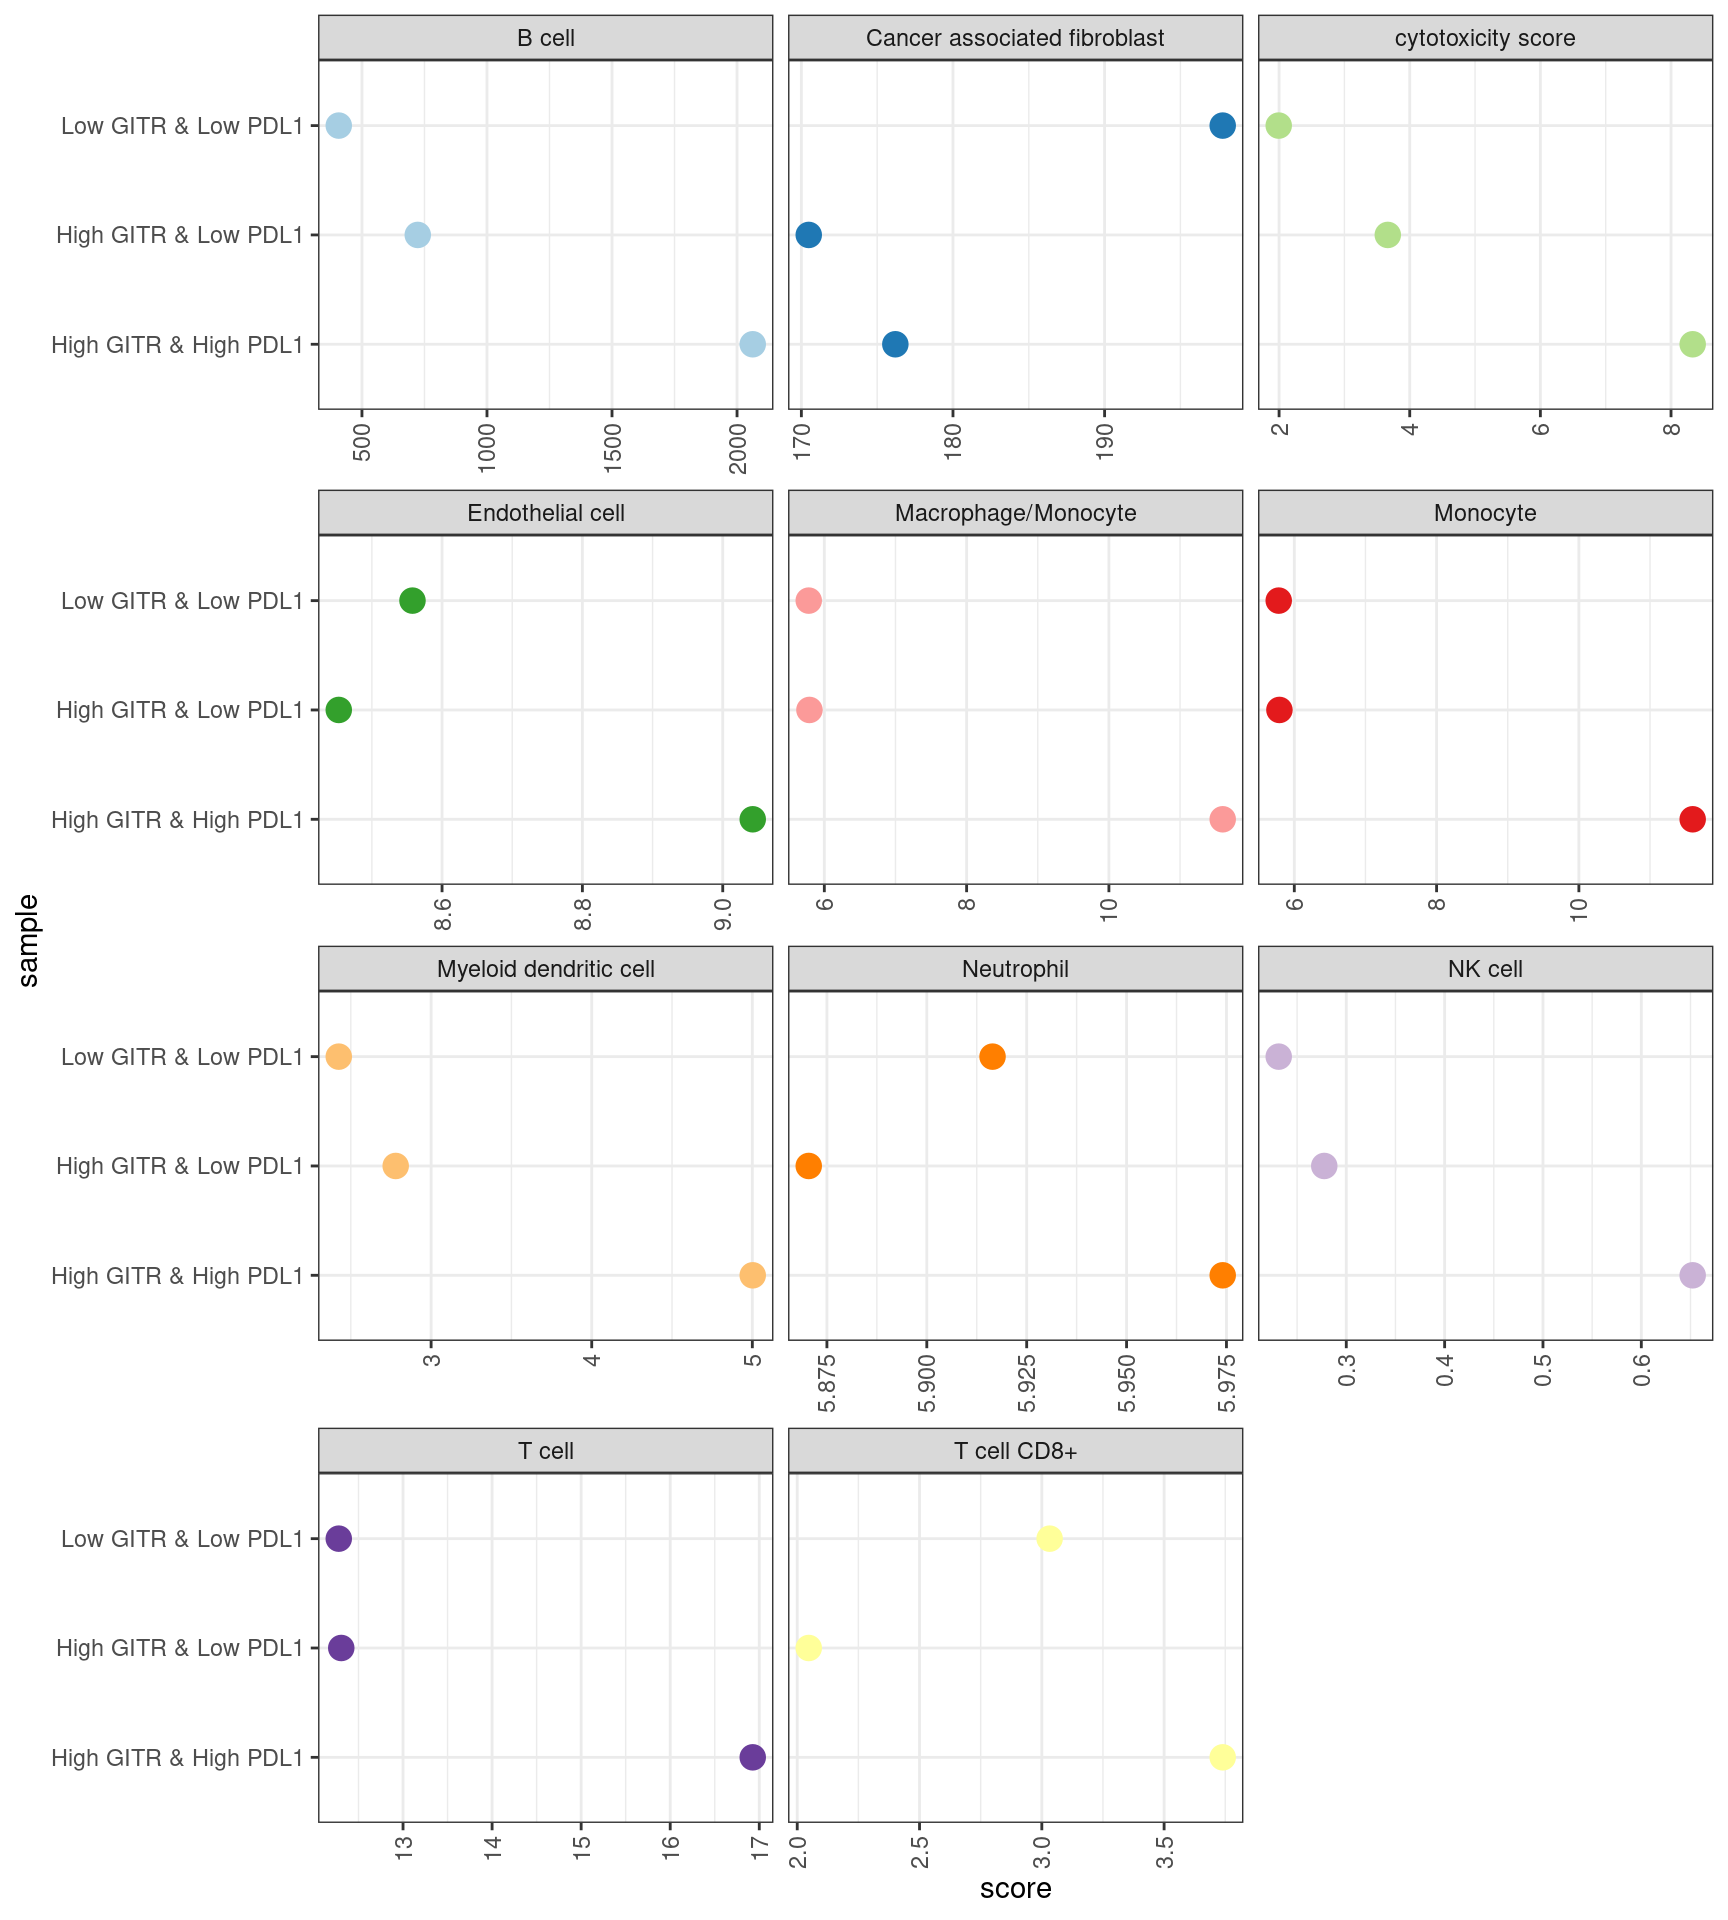 B cell
Cancer associated fibroblast
cytotoxicity score
Low GITR & Low PDL1
High GITR & Low PDL1
High GITR & High PDL1
500 1000 1500 2000
170 180 190
2 4 6 8
Endothelial cell
Macrophage/Monocyte
Monocyte
Low GITR & Low PDL1
High GITR & Low PDL1
High GITR & High PDL1
8.6 8.8 9.0
6 8 10
6 8 10
sample
Myeloid dendritic cell
Neutrophil
NK cell
Low GITR & Low PDL1
High GITR & Low PDL1
High GITR & High PDL1
3 4 5
5.875 5.900 5.925 5.950 5.975
0.3 0.4 0.5 0.6
T cell
T cell CD8+
Low GITR & Low PDL1
High GITR & Low PDL1
High GITR & High PDL1
13 14 15 16 17
2.0 2.5 3.0 3.5
score